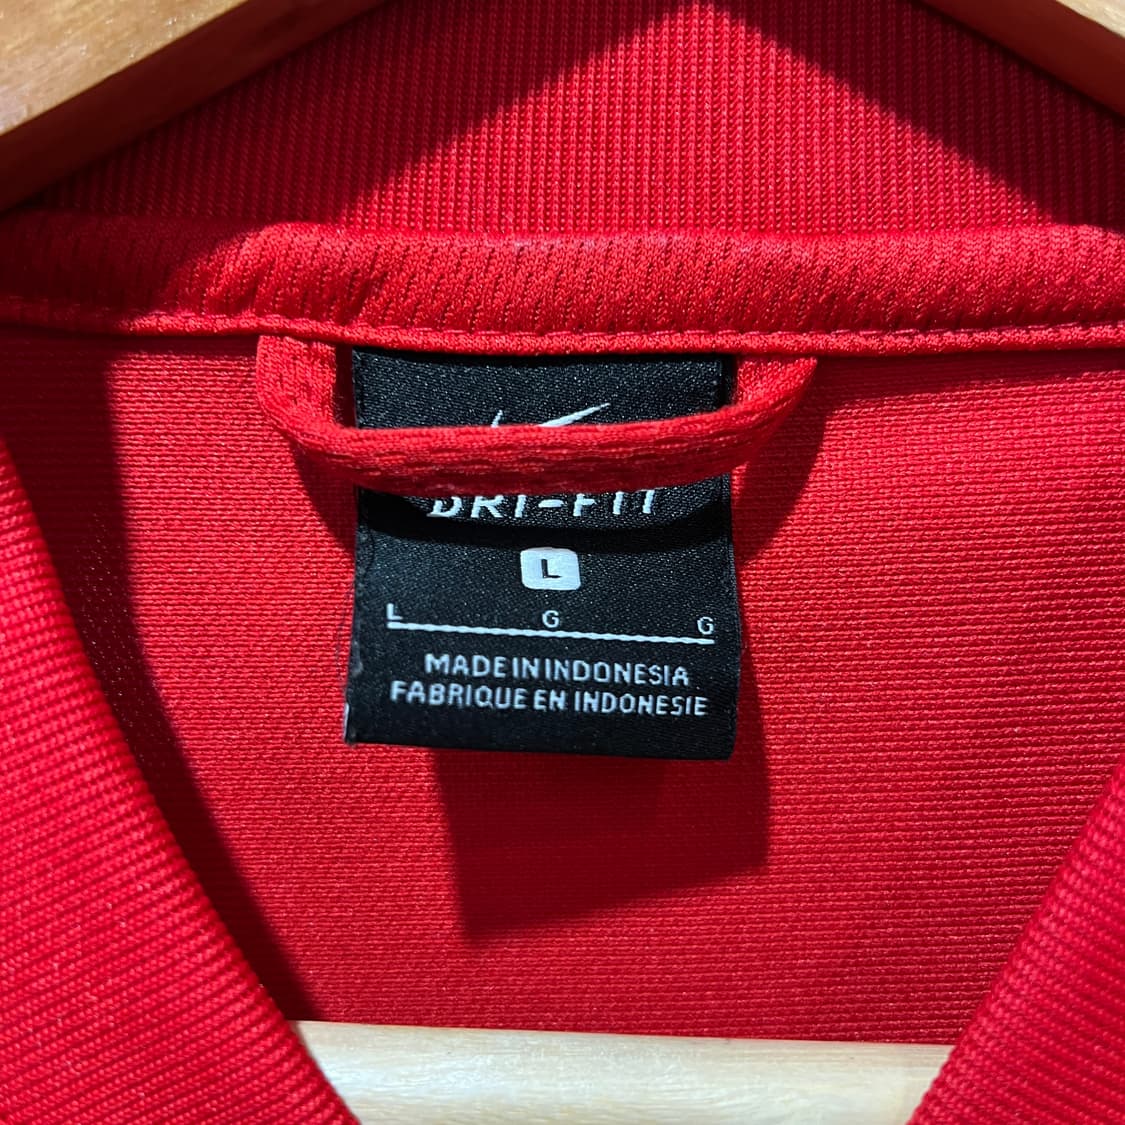 DRI-FIT
L
L G G
MADE IN INDONESIA
FABRIQUE EN INDONESIE